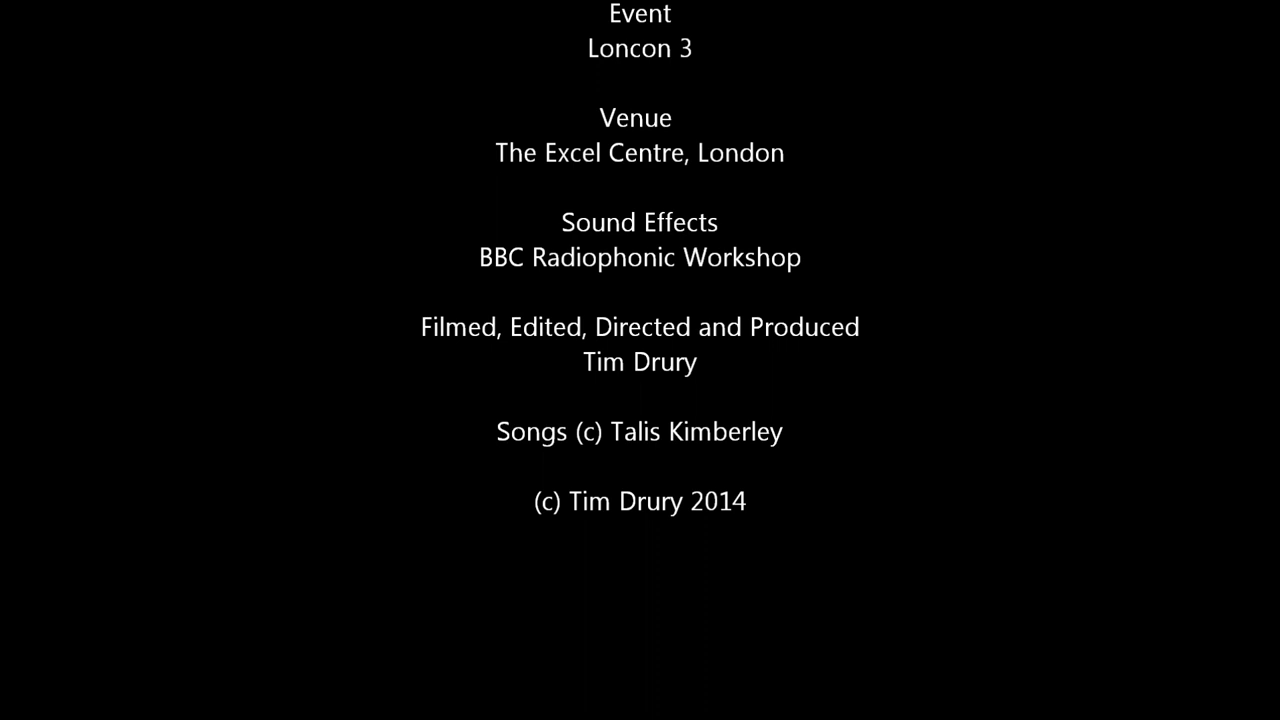 Event
Loncon 3
Venue
The Excel Centre, London
Sound Effects
BBC Radiophonic Workshop
Filmed, Edited, Directed and Produced
Tim Drury
Songs (c) Talis Kimberley
(c) Tim Drury 2014